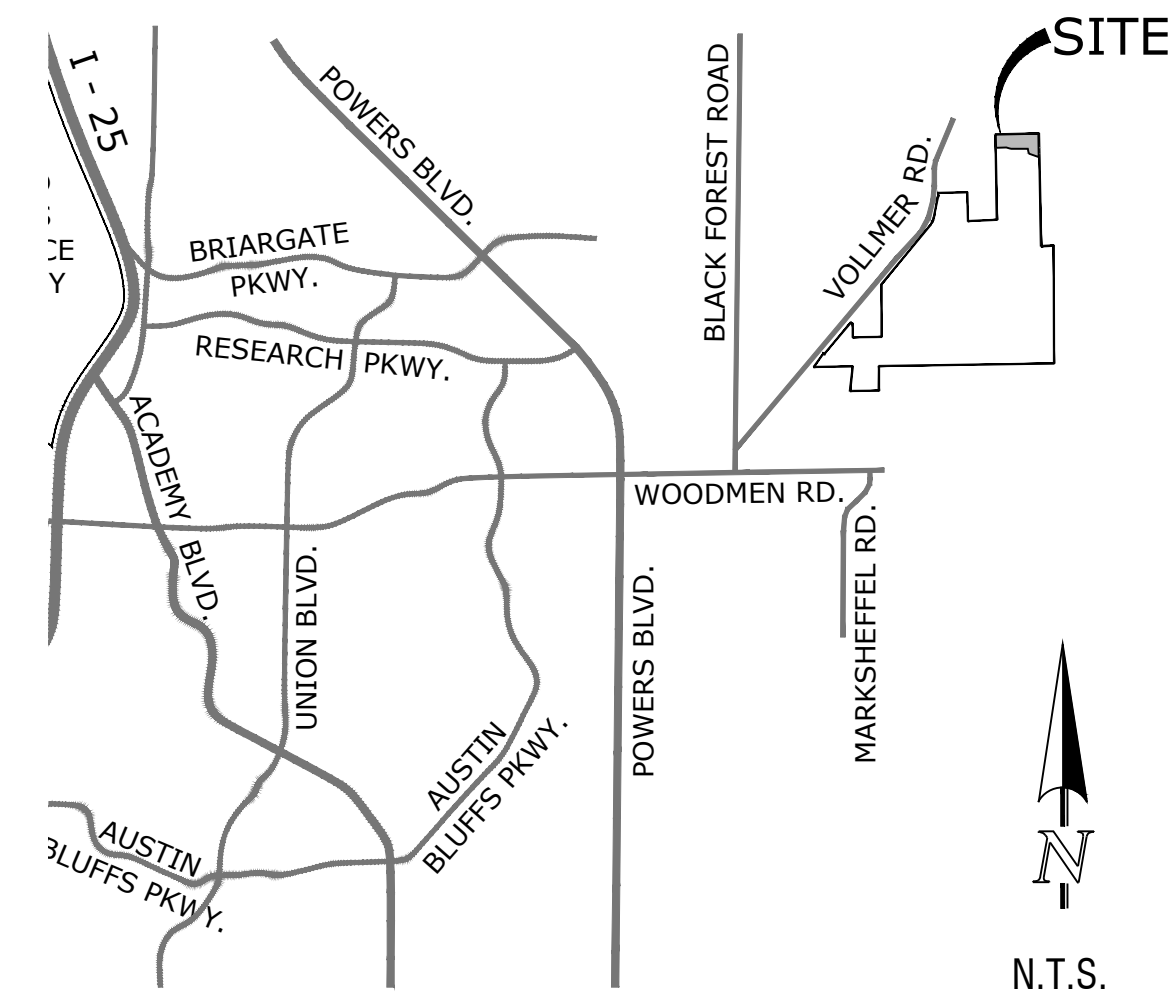 SITE
I - 25
POWERS BLVD.
BLACK FOREST ROAD
VOLLMER RD.
CE
Y
BRIARGATE
PKWY.
RESEARCH PKWY.
ACADEMY BLVD.
WOODMEN RD.
MARKSHEFFEL RD.
UNION BLVD.
POWERS BLVD.
AUSTIN
BLUFFS PKWY.
AUSTIN
BLUFFS PKWY.
N
N.T.S.